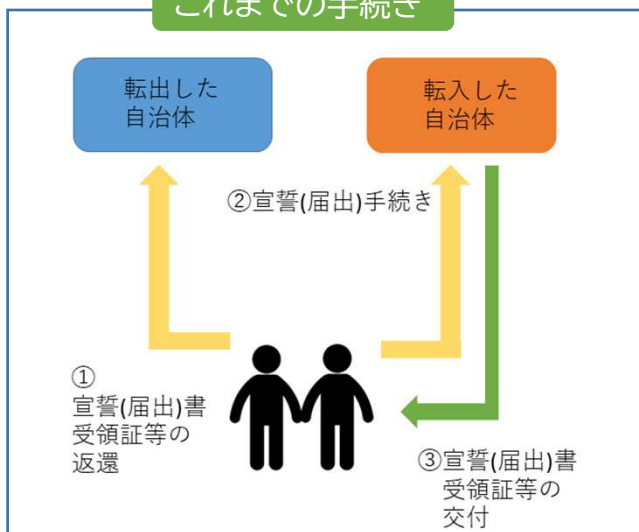 これまでの手続き
転出した
自治体
転入した
自治体
②宣誓(届出)手続き
①
宣誓(届出)書
受領証等の
返還
③宣誓(届出)書
受領証等の
交付